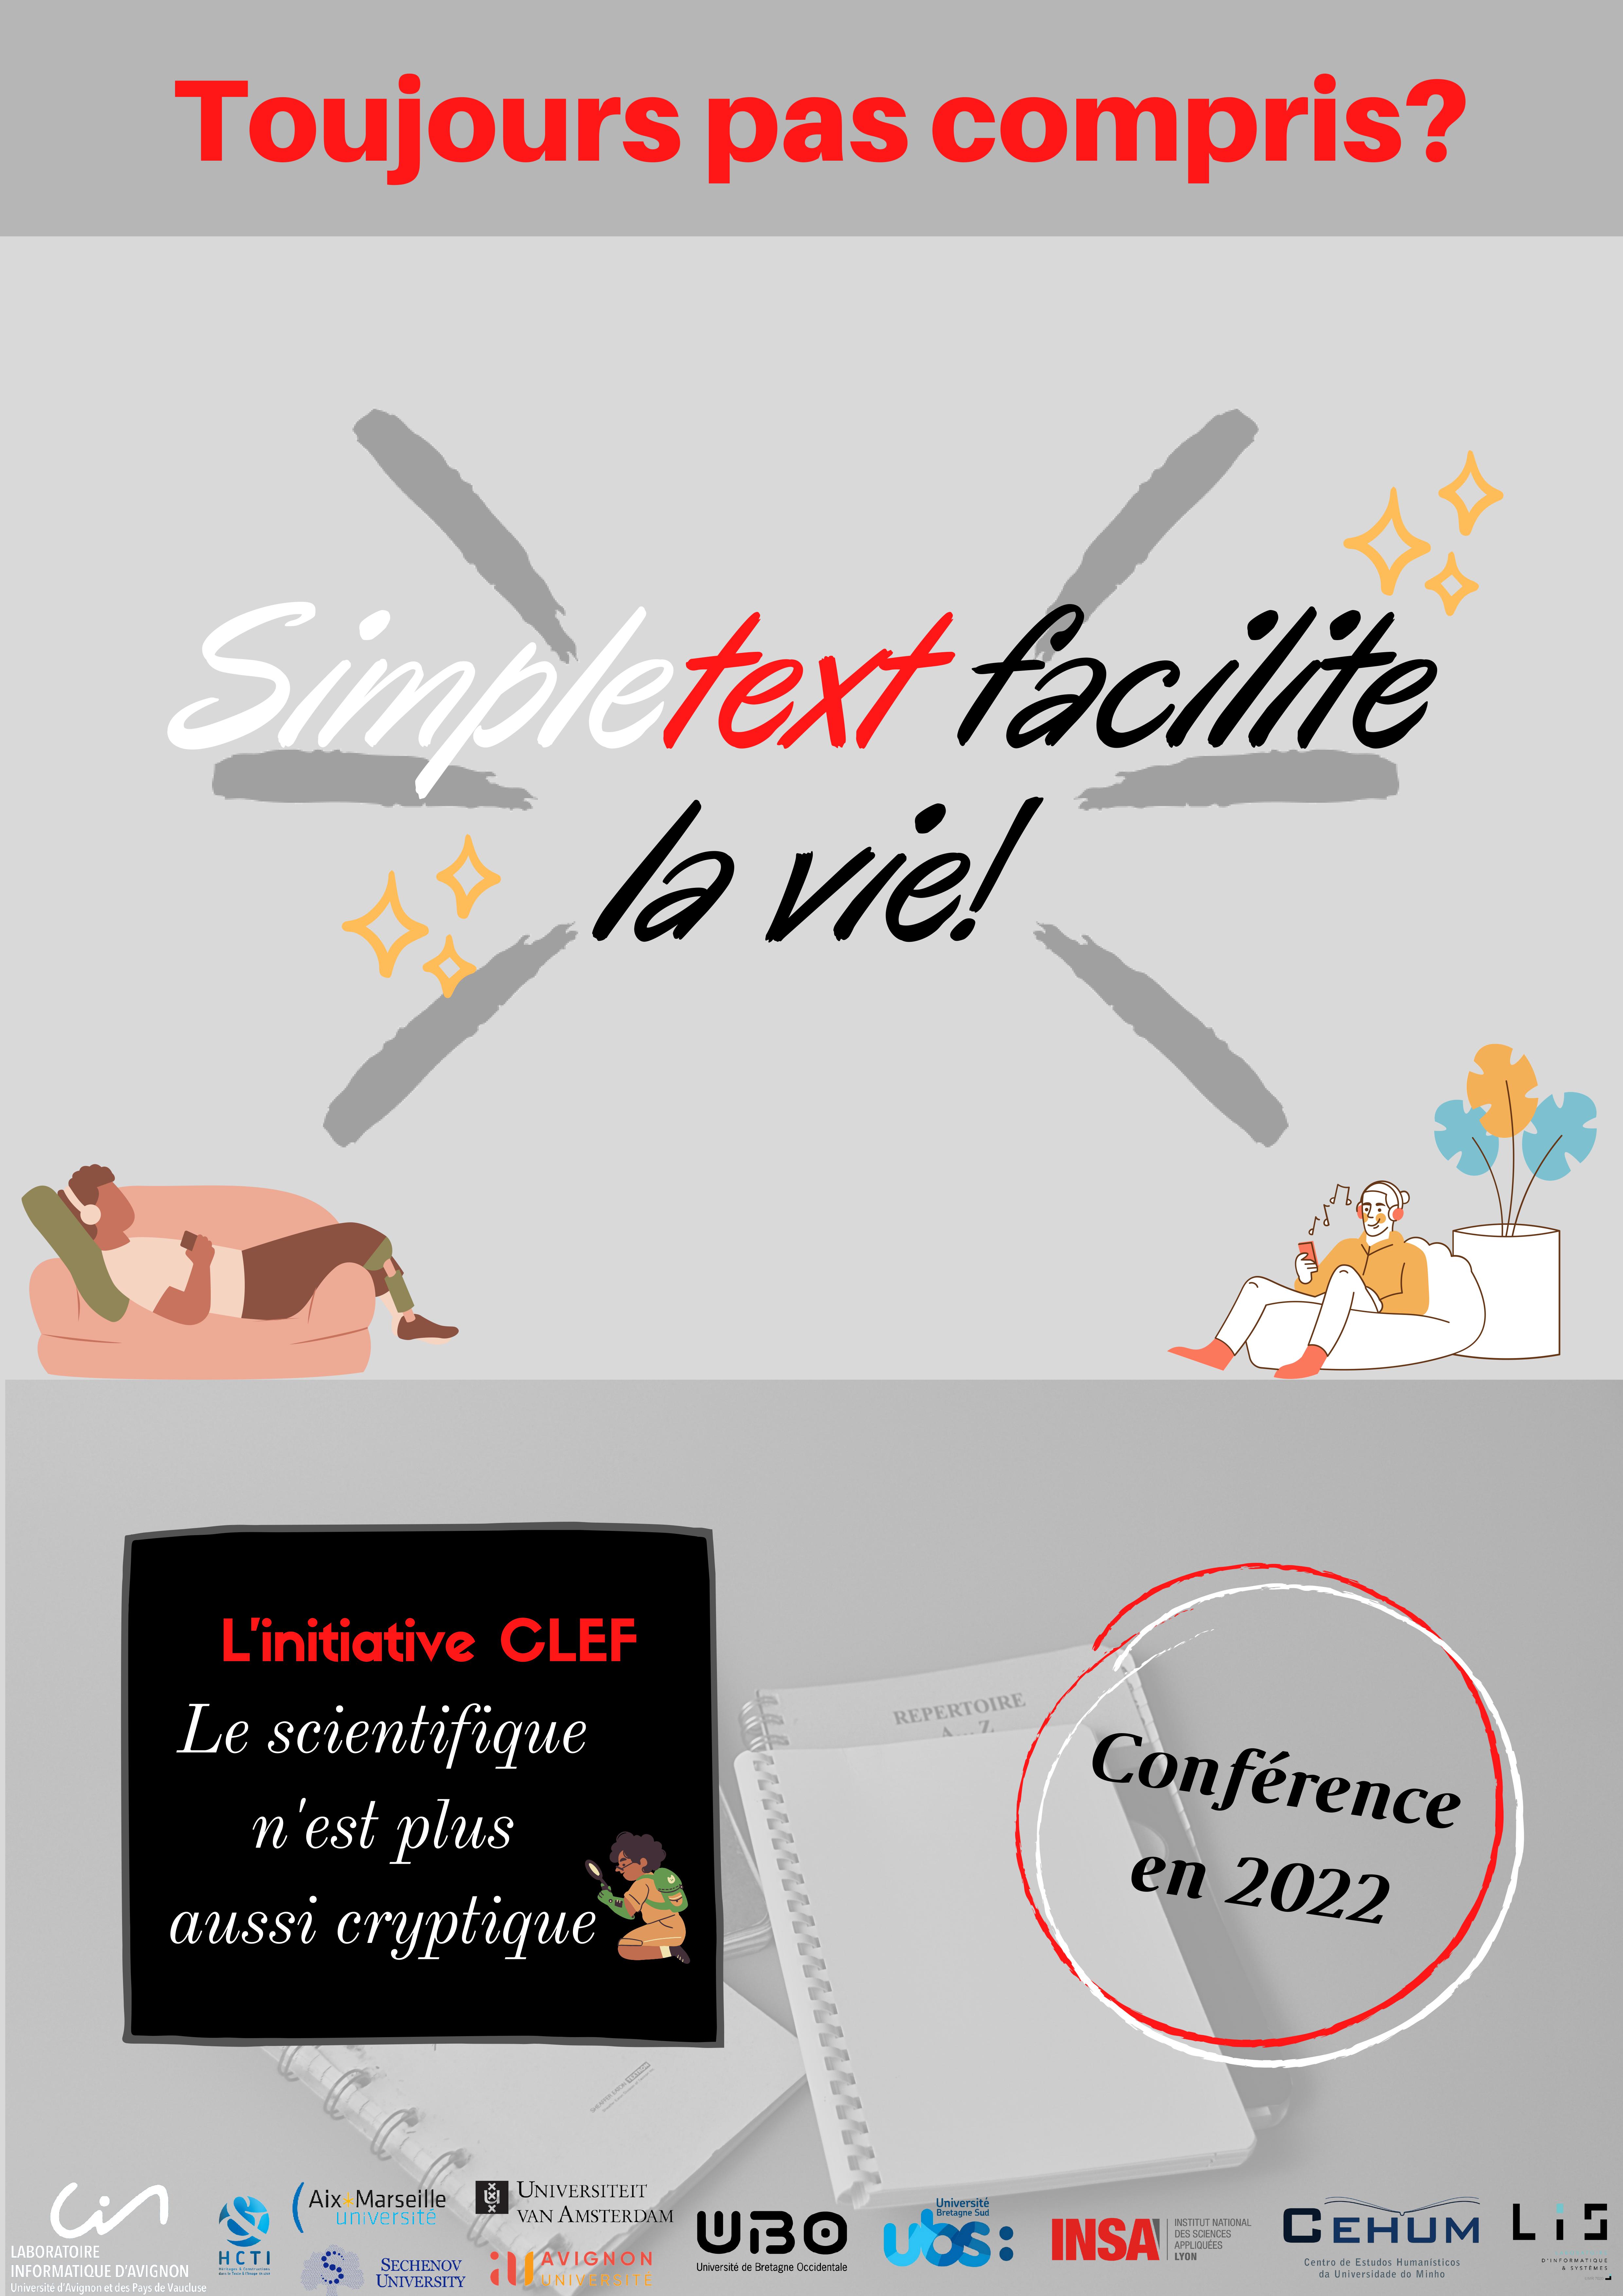 Toujours pas compris?
Simpletext facilite
la vie!
L'initiative CLEF
Le scientifique
n'est plus
aussi cryptique
REPERTOIRE
A ... Z
Conférence
en 2022
LABORATOIRE
INFORMATIQUE D'AVIGNON
Université d'Avignon et des Pays de Vaucluse
HCTI
Aix Marseille
université
SECHENOV
UNIVERSITY
UNIVERSITEIT
VAN AMSTERDAM
AVIGNON
UNIVERSITÉ
UBO
Université de Bretagne Occidentale
Université
Bretagne Sud
ubs:
INSA
INSTITUT NATIONAL
DES SCIENCES
APPLIQUÉES
LYON
CEHUM
Centro de Estudos Humanísticos
da Universidade do Minho
LIS
D'INFORMATIQUE
& SYSTÈMES